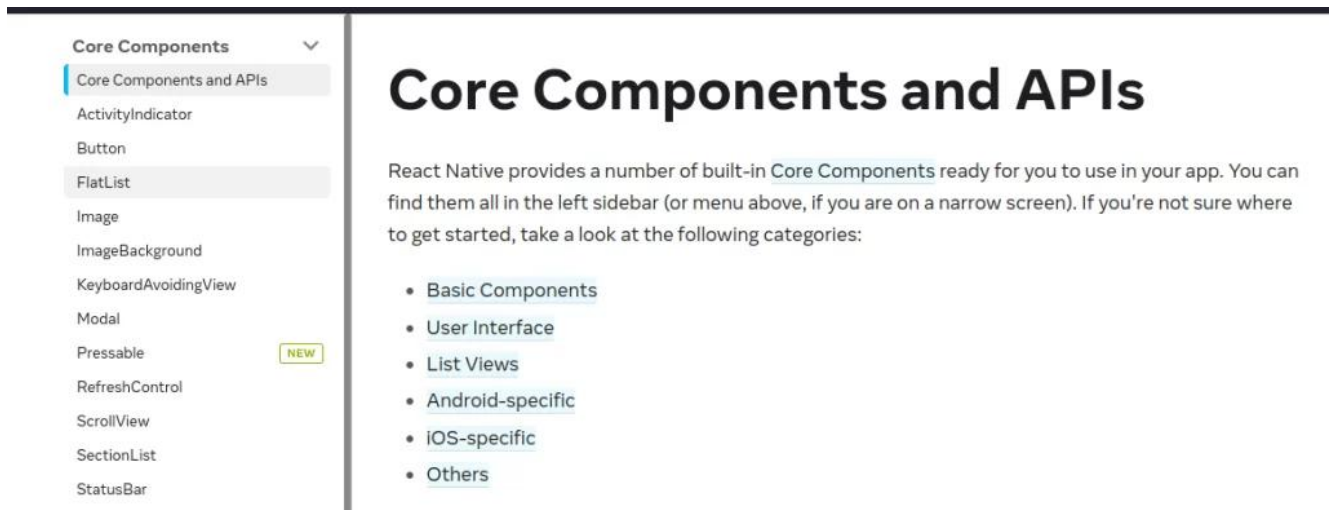 Core Components
Core Components and APIs
ActivityIndicator
Button
FlatList
Image
ImageBackground
KeyboardAvoidingView
Modal
Pressable NEW
RefreshControl
ScrollView
SectionList
StatusBar
Core Components and APIs
React Native provides a number of built-in Core Components ready for you to use in your app. You can
find them all in the left sidebar (or menu above, if you are on a narrow screen). If you're not sure where
to get started, take a look at the following categories:
Basic Components
User Interface
List Views
Android-specific
iOS-specific
Others